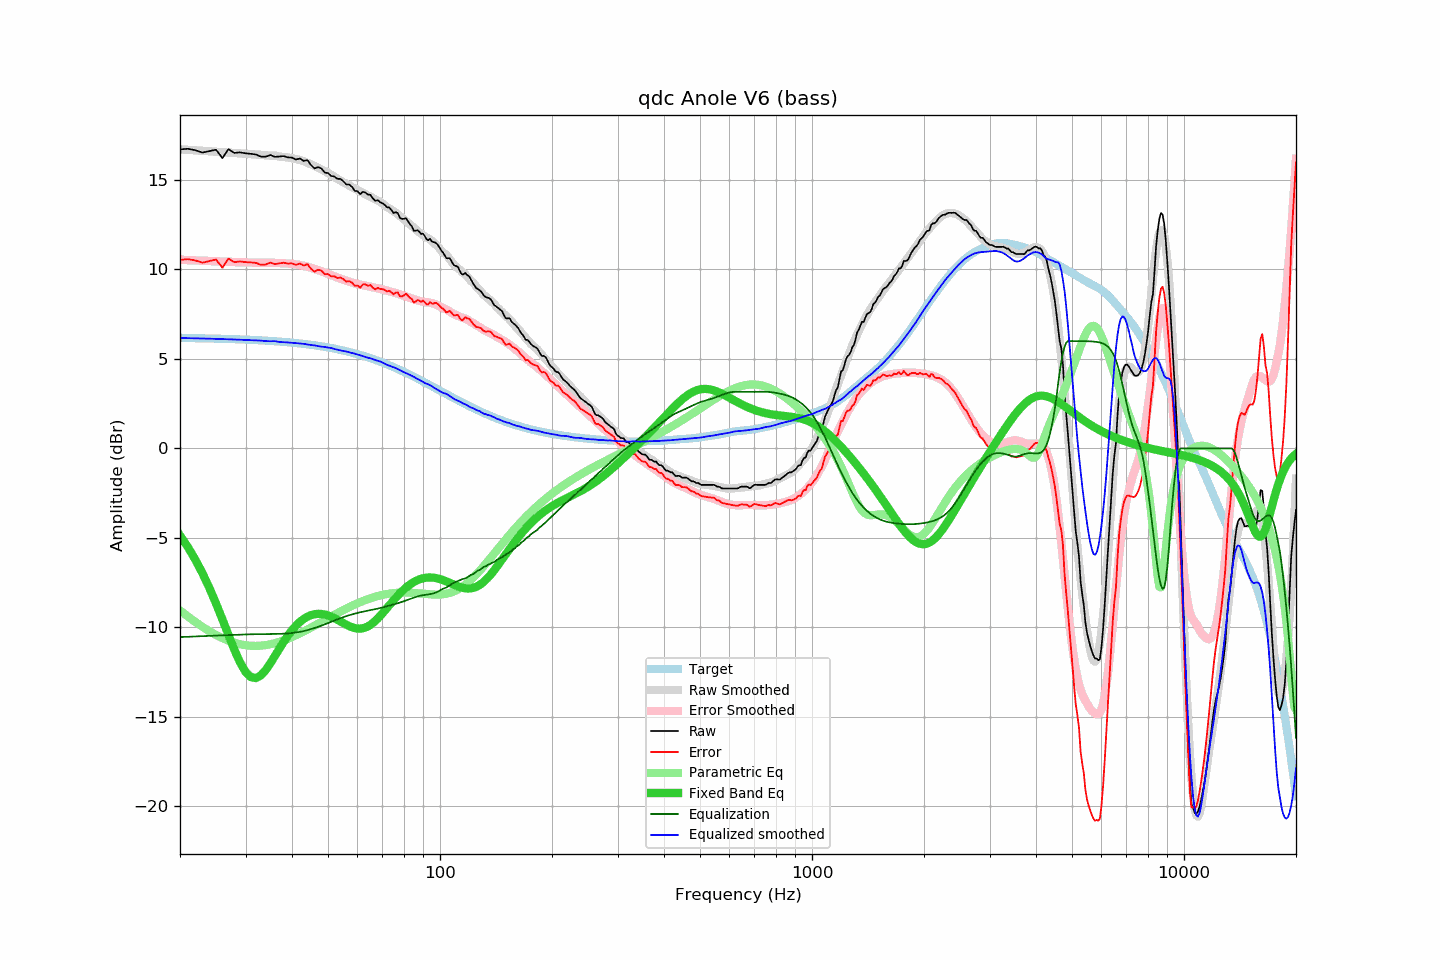 qdc Anole V6 (bass)
Amplitude (dBr)
15
10
5
0
−5
−10
−15
−20
100
1000
10000
Frequency (Hz)
Target
Raw Smoothed
Error Smoothed
Raw
Error
Parametric Eq
Fixed Band Eq
Equalization
Equalized smoothed